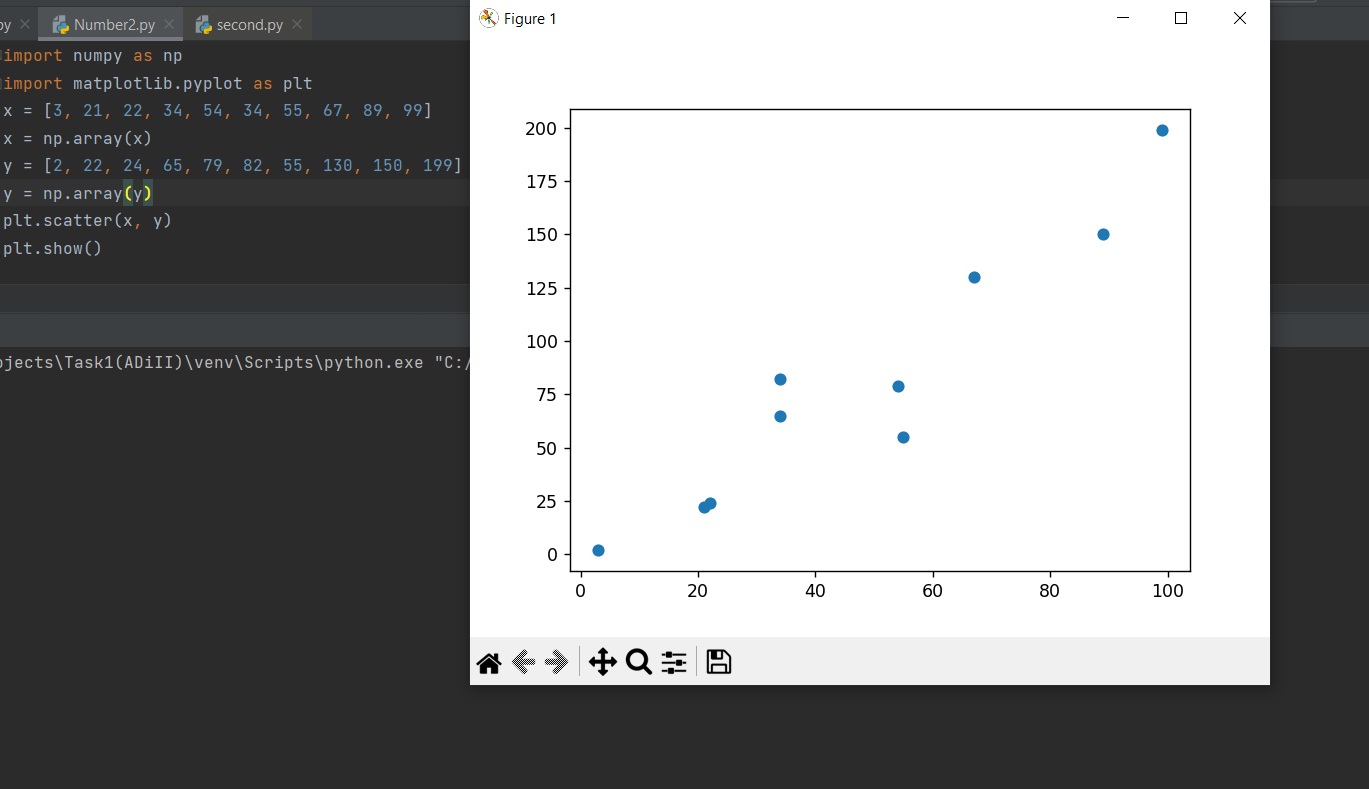 py Number2.py second.py
import numpy as np
import matplotlib.pyplot as plt
x = [3, 21, 22, 34, 54, 34, 55, 67, 89, 99]
x = np.array(x)
y = [2, 22, 24, 65, 79, 82, 55, 130, 150, 199]
y = np.array(y)
plt.scatter(x, y)
plt.show()
ojects\Task1(ADiII)\venv\Scripts\python.exe "C:/
Figure 1
200
175
150
125
100
75
50
25
0
0 20 40 60 80 100